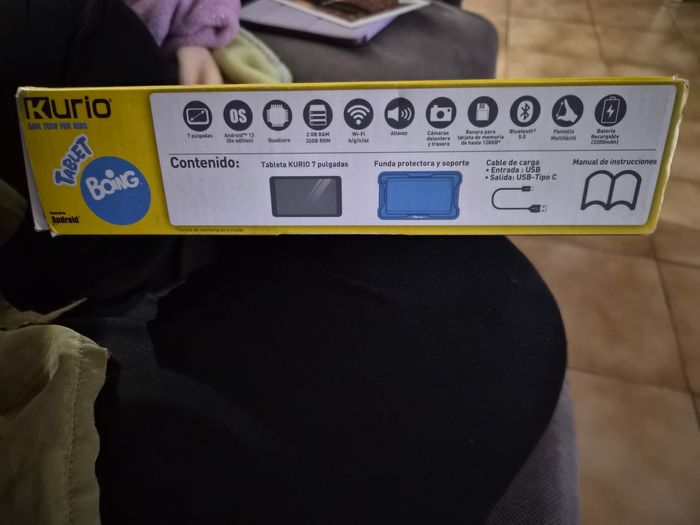 Kurio
SAFE TECH FOR KIDS
TABLET
BOiNG
Android
7 pulgadas
OS
Android™ 13
(Go edition)
Quadcore
2 GB RAM
32GB ROM
Wi-Fi
b/g/n/ax
Altavoz
Cámaras
delantera
y trasera
Ranura para
tarjeta de memoria
de hasta 128GB*
Bluetooth®
5.0
Pantalla
Multitáctil
Batería
Recargable
(3200mAh)
Contenido:
Tableta KURIO 7 pulgadas
Funda protectora y soporte
Cable de carga
• Entrada : USB
• Salida: USB-Tipo C
Manual de instrucciones
*Tarjeta de memoria no incluida